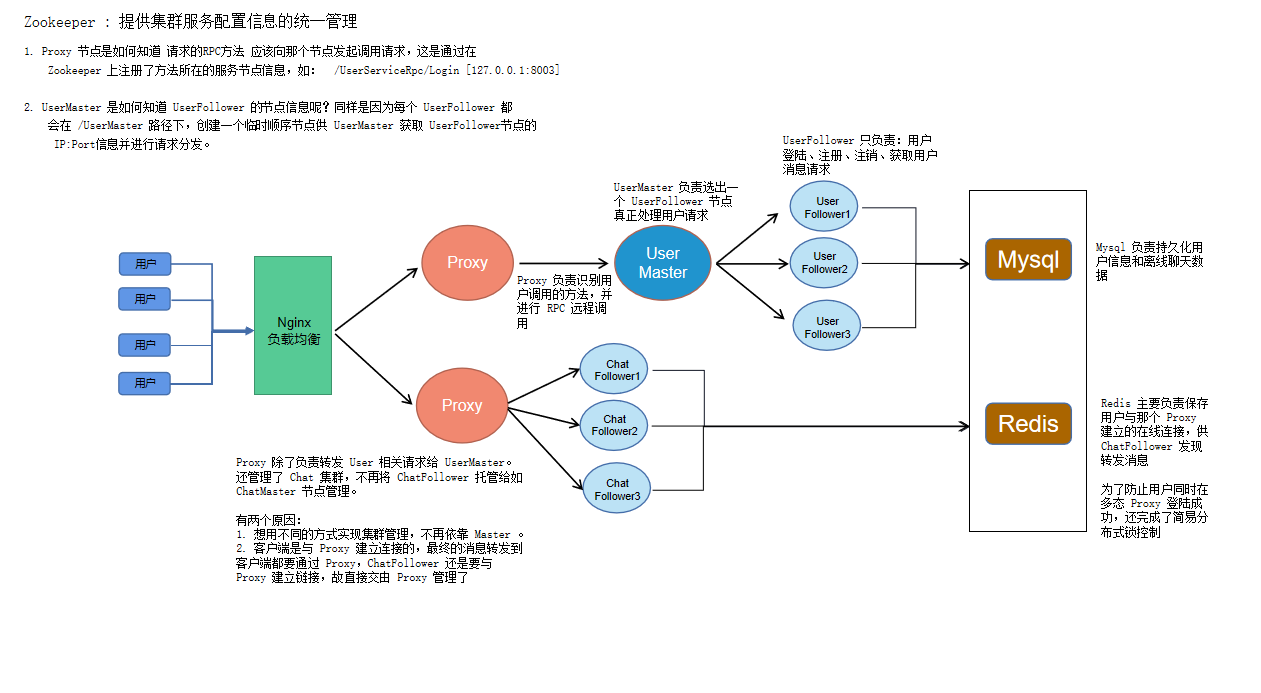 Zookeeper : 提供集群服务配置信息的统一管理
1. Proxy 节点是如何知道 请求的RPC方法 应该向那个节点发起调用请求，这是通过在
Zookeeper 上注册了方法所在的服务节点信息，如： /UserServiceRpc/Login [127.0.0.1:8003]
2. UserMaster 是如何知道 UserFollower 的节点信息呢？同样是因为每个 UserFollower 都
会在 /UserMaster 路径下，创建一个临时顺序节点供 UserMaster 获取 UserFollower节点的
IP:Port信息并进行请求分发。
UserFollower 只负责：用户
登陆、注册、注销、获取用户
消息请求
UserMaster 负责选出一
个 UserFollower 节点
真正处理用户请求
User
Follower1
User
Follower2
User
Follower3
用户
用户
用户
用户
Nginx
负载均衡
Proxy
Proxy 负责识别用
户调用的方法，并
进行 RPC 远程调
用
User
Master
Mysql
Mysql 负责持久化用
户信息和离线聊天数
据
Proxy
Chat
Follower1
Chat
Follower2
Chat
Follower3
Redis
Redis 主要负责保存
用户与那个 Proxy
建立的在线连接，供
ChatFollower 发现
转发消息
为了防止用户同时在
多态 Proxy 登陆成
功，还完成了简易分
布式锁控制
Proxy 除了负责转发 User 相关请求给 UserMaster。
还管理了 Chat 集群，不再将 ChatFollower 托管给如
ChatMaster 节点管理。
有两个原因：
1. 想用不同的方式实现集群管理，不再依靠 Master 。
2. 客户端是与 Proxy 建立连接的，最终的消息转发到
客户端都要通过 Proxy，ChatFollower 还是要与
Proxy 建立链接，故直接交由 Proxy 管理了